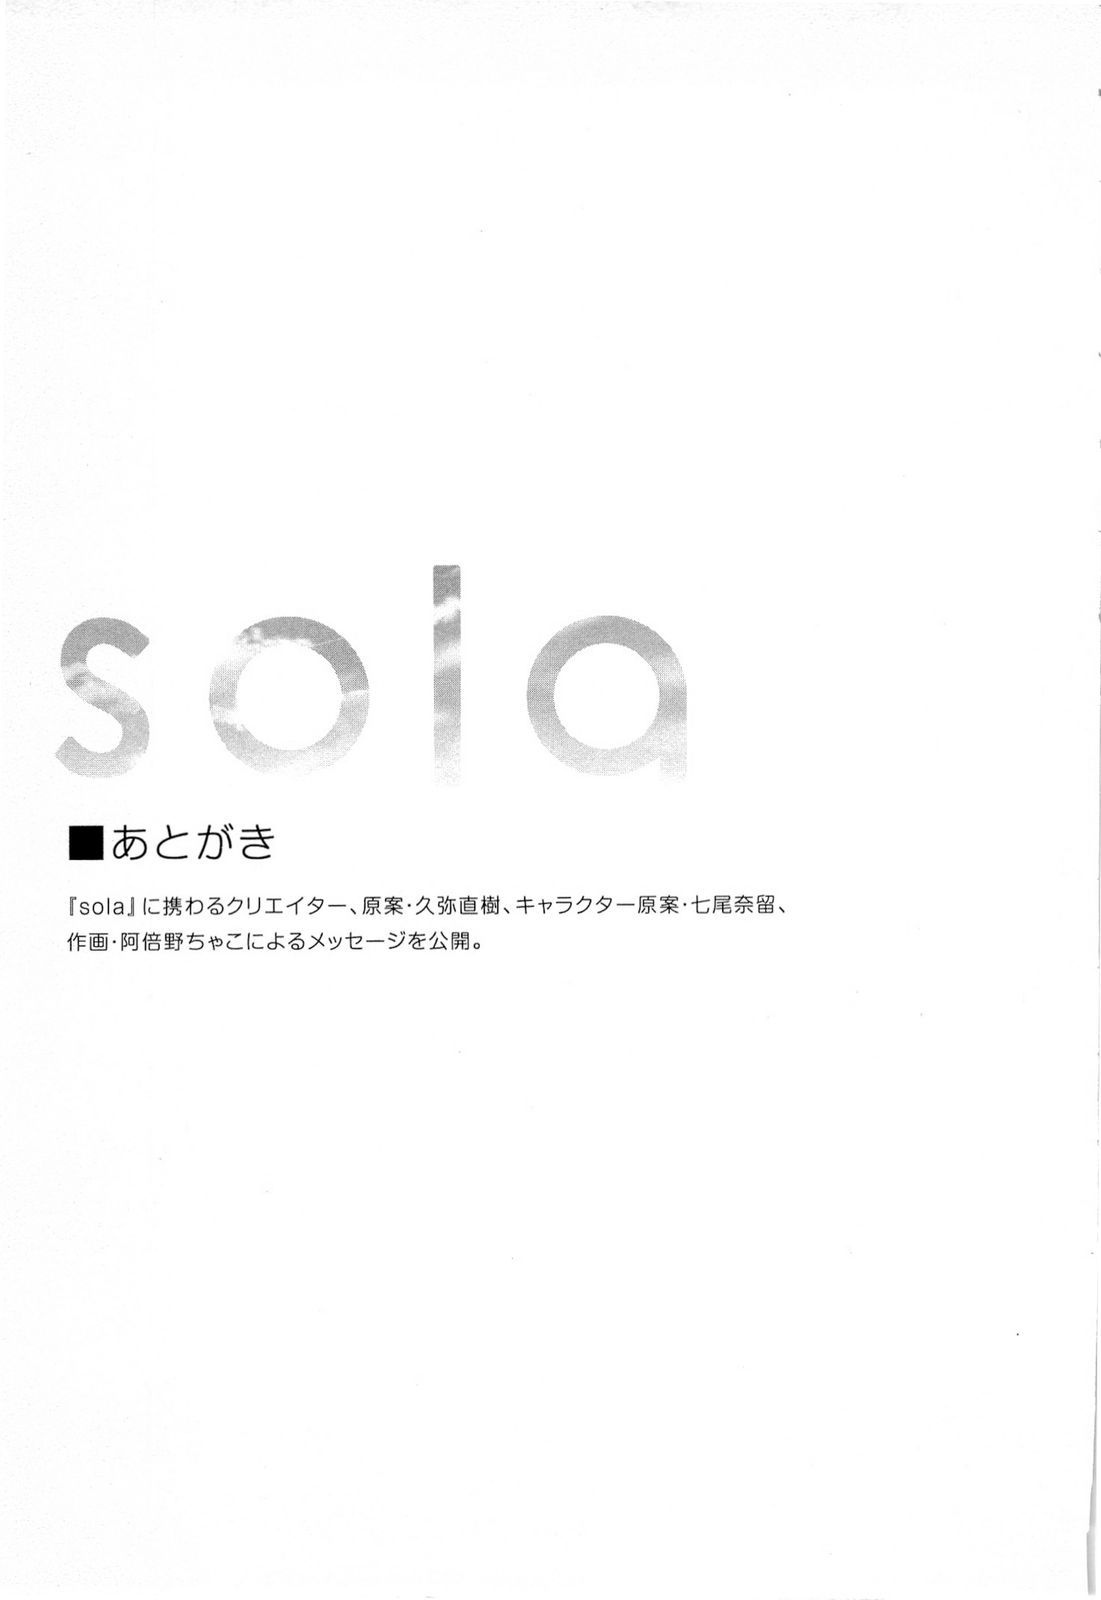 sola
■あとがき
『sola』に携わるクリエイター、原案・久弥直樹、キャラクター原案・七尾奈留、
作画・阿倍野ちゃこによるメッセージを公開。